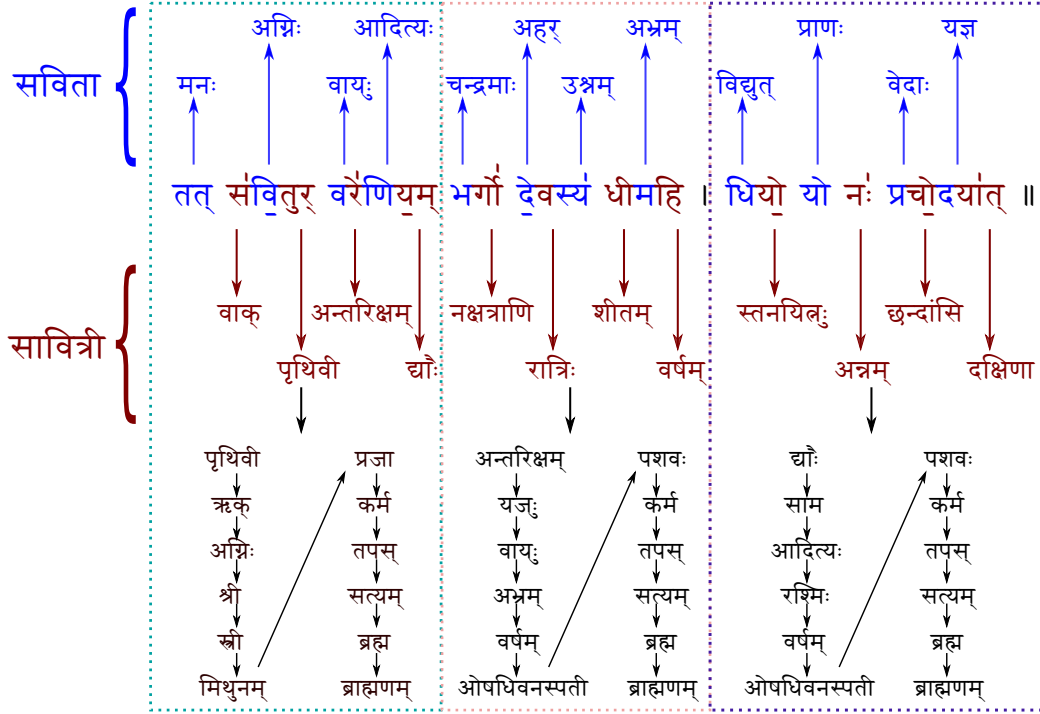 अग्निः आदित्यः अहर् अभ्रम् प्राणः यज्ञ
सविता मनः वायुः चन्द्रमाः उश्नम् विद्युत् वेदाः
तत् स॑वि॒तुर् वरे॑णिय॒म् भर्गो॑ दे॒वस्य॑ धीमहि । धियो॒ यो नः॑ प्रचो॒दया॑त् ॥
वाक् अन्तरिक्षम् नक्षत्राणि शीतम् स्तनयित्नुः छन्दांसि
सावित्री
पृथिवी द्यौः रात्रिः वर्षम् अन्नम् दक्षिणा
पृथिवी प्रजा अन्तरिक्षम् पशवः द्यौः पशवः
ऋक् कर्म यजुः कर्म साम कर्म
अग्निः तपस् वायुः तपस् आदित्यः तपस्
श्री सत्यम् अभ्रम् सत्यम् रश्मिः सत्यम्
स्त्री ब्रह्म वर्षम् ब्रह्म वर्षम् ब्रह्म
मिथुनम् ब्राह्मणम् ओषधिवनस्पती ब्राह्मणम् ओषधिवनस्पती ब्राह्मणम्